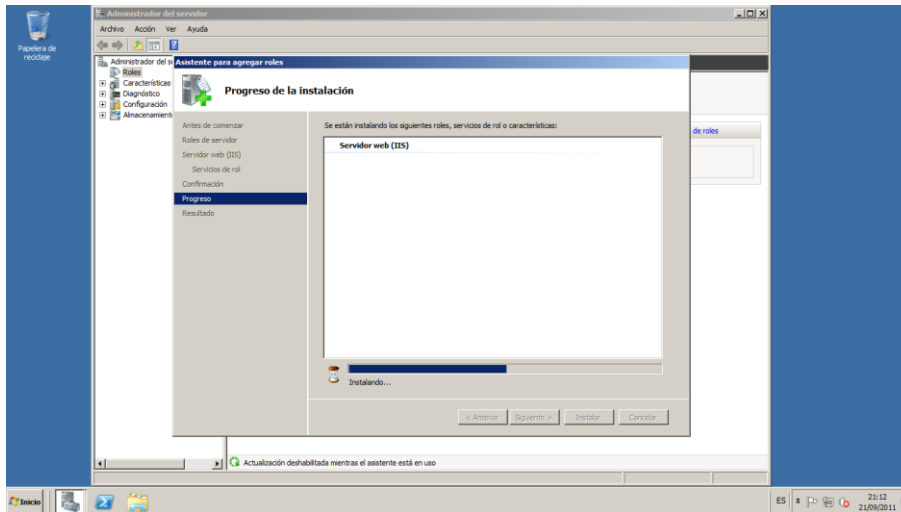 Papelera de
reciclaje
Administrador del servidor
Archivo Acción Ver Ayuda
Administrador del s
Roles
Características
Diagnóstico
Configuración
Almacenamient
Asistente para agregar roles
Progreso de la instalación
Antes de comenzar
Roles de servidor
Servidor web (IIS)
Servicios de rol
Confirmación
Progreso
Resultado
Se están instalando los siguientes roles, servicios de rol o características:
Servidor web (IIS)
Instalando...
< Anterior Siguiente > Instalar Cancelar
de roles
Actualización deshabilitada mientras el asistente está en uso
Inicio
ES
21:12
21/09/2011